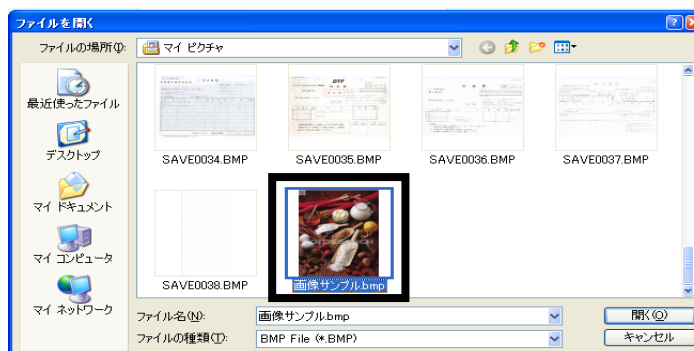 ファイルを開く
ファイルの場所(I):
マイ ピクチャ
最近使ったファイル
デスクトップ
マイ ドキュメント
マイ コンピュータ
マイ ネットワーク
SAVE0034.BMP
SAVE0035.BMP
SAVE0036.BMP
SAVE0037.BMP
SAVE0038.BMP
画像サンプル.bmp
ファイル名(N):
画像サンプル.bmp
開く(O)
ファイルの種類(T):
BMP File (*.BMP)
キャンセル